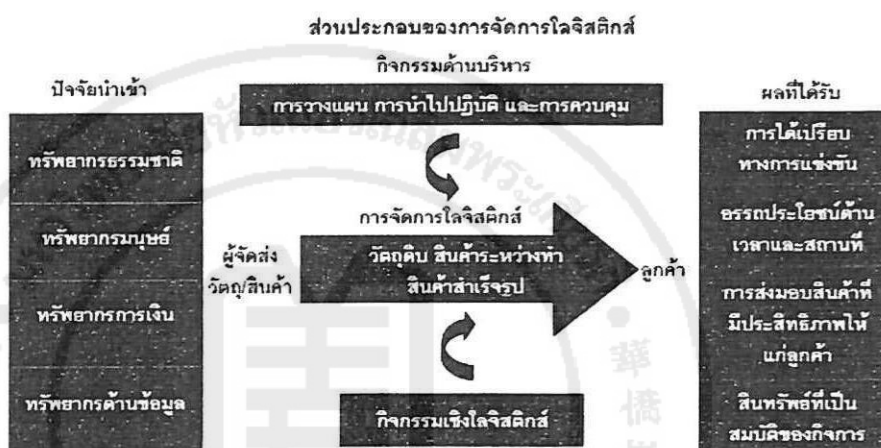 ส่วนประกอบของการจัดการโลจิสติกส์
กิจกรรมด้านบริหาร
การวางแผน การนำไปปฏิบัติ และการควบคุม
ปัจจัยนำเข้า
ทรัพยากรธรรมชาติ
ทรัพยากรมนุษย์
ทรัพยากรการเงิน
ทรัพยากรด้านข้อมูล
ผู้จัดส่ง
วัตถุ/สินค้า
การจัดการโลจิสติกส์
วัตถุดิบ สินค้าระหว่างทำ
สินค้าสำเร็จรูป
ลูกค้า
กิจกรรมเชิงโลจิสติกส์
ผลที่ได้รับ
การได้เปรียบ
ทางการแข่งขัน
อรรถประโยชน์ด้าน
เวลาและสถานที่
การส่งมอบสินค้าที่
มีประสิทธิภาพให้
แก่ลูกค้า
สินทรัพย์ที่เป็น
สมบัติของกิจการ
華
僑